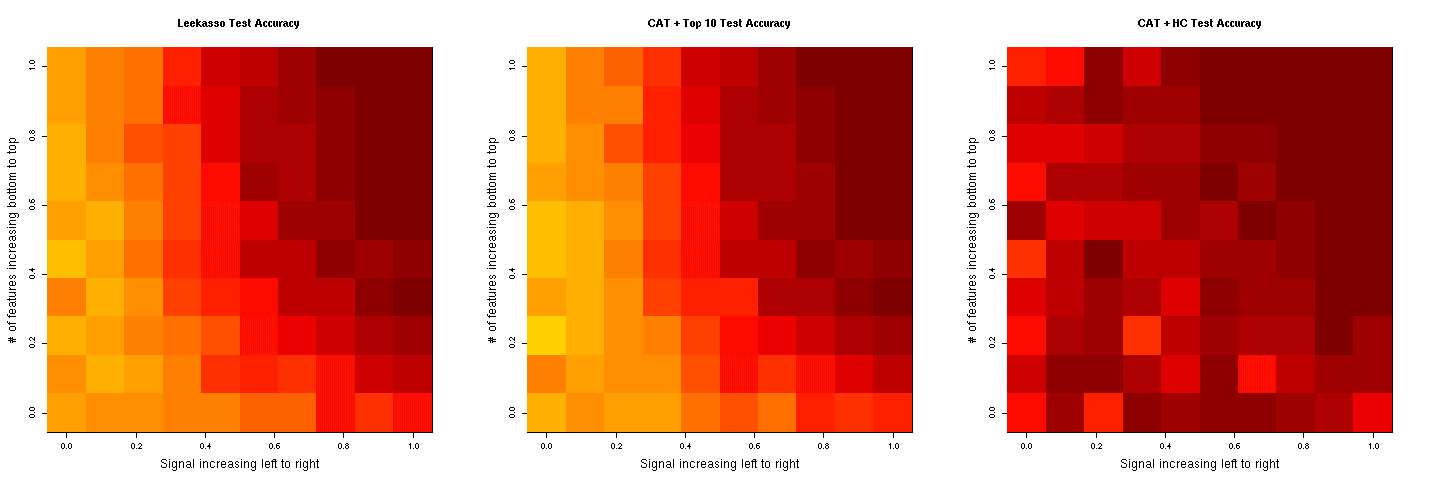 Leekasso Test Accuracy
# of features increasing bottom to top
1.0
0.8
0.6
0.4
0.2
0.0
0.0 0.2 0.4 0.6 0.8 1.0
Signal increasing left to right
CAT + Top 10 Test Accuracy
# of features increasing bottom to top
1.0
0.8
0.6
0.4
0.2
0.0
0.0 0.2 0.4 0.6 0.8 1.0
Signal increasing left to right
CAT + HC Test Accuracy
# of features increasing bottom to top
1.0
0.8
0.6
0.4
0.2
0.0
0.0 0.2 0.4 0.6 0.8 1.0
Signal increasing left to right